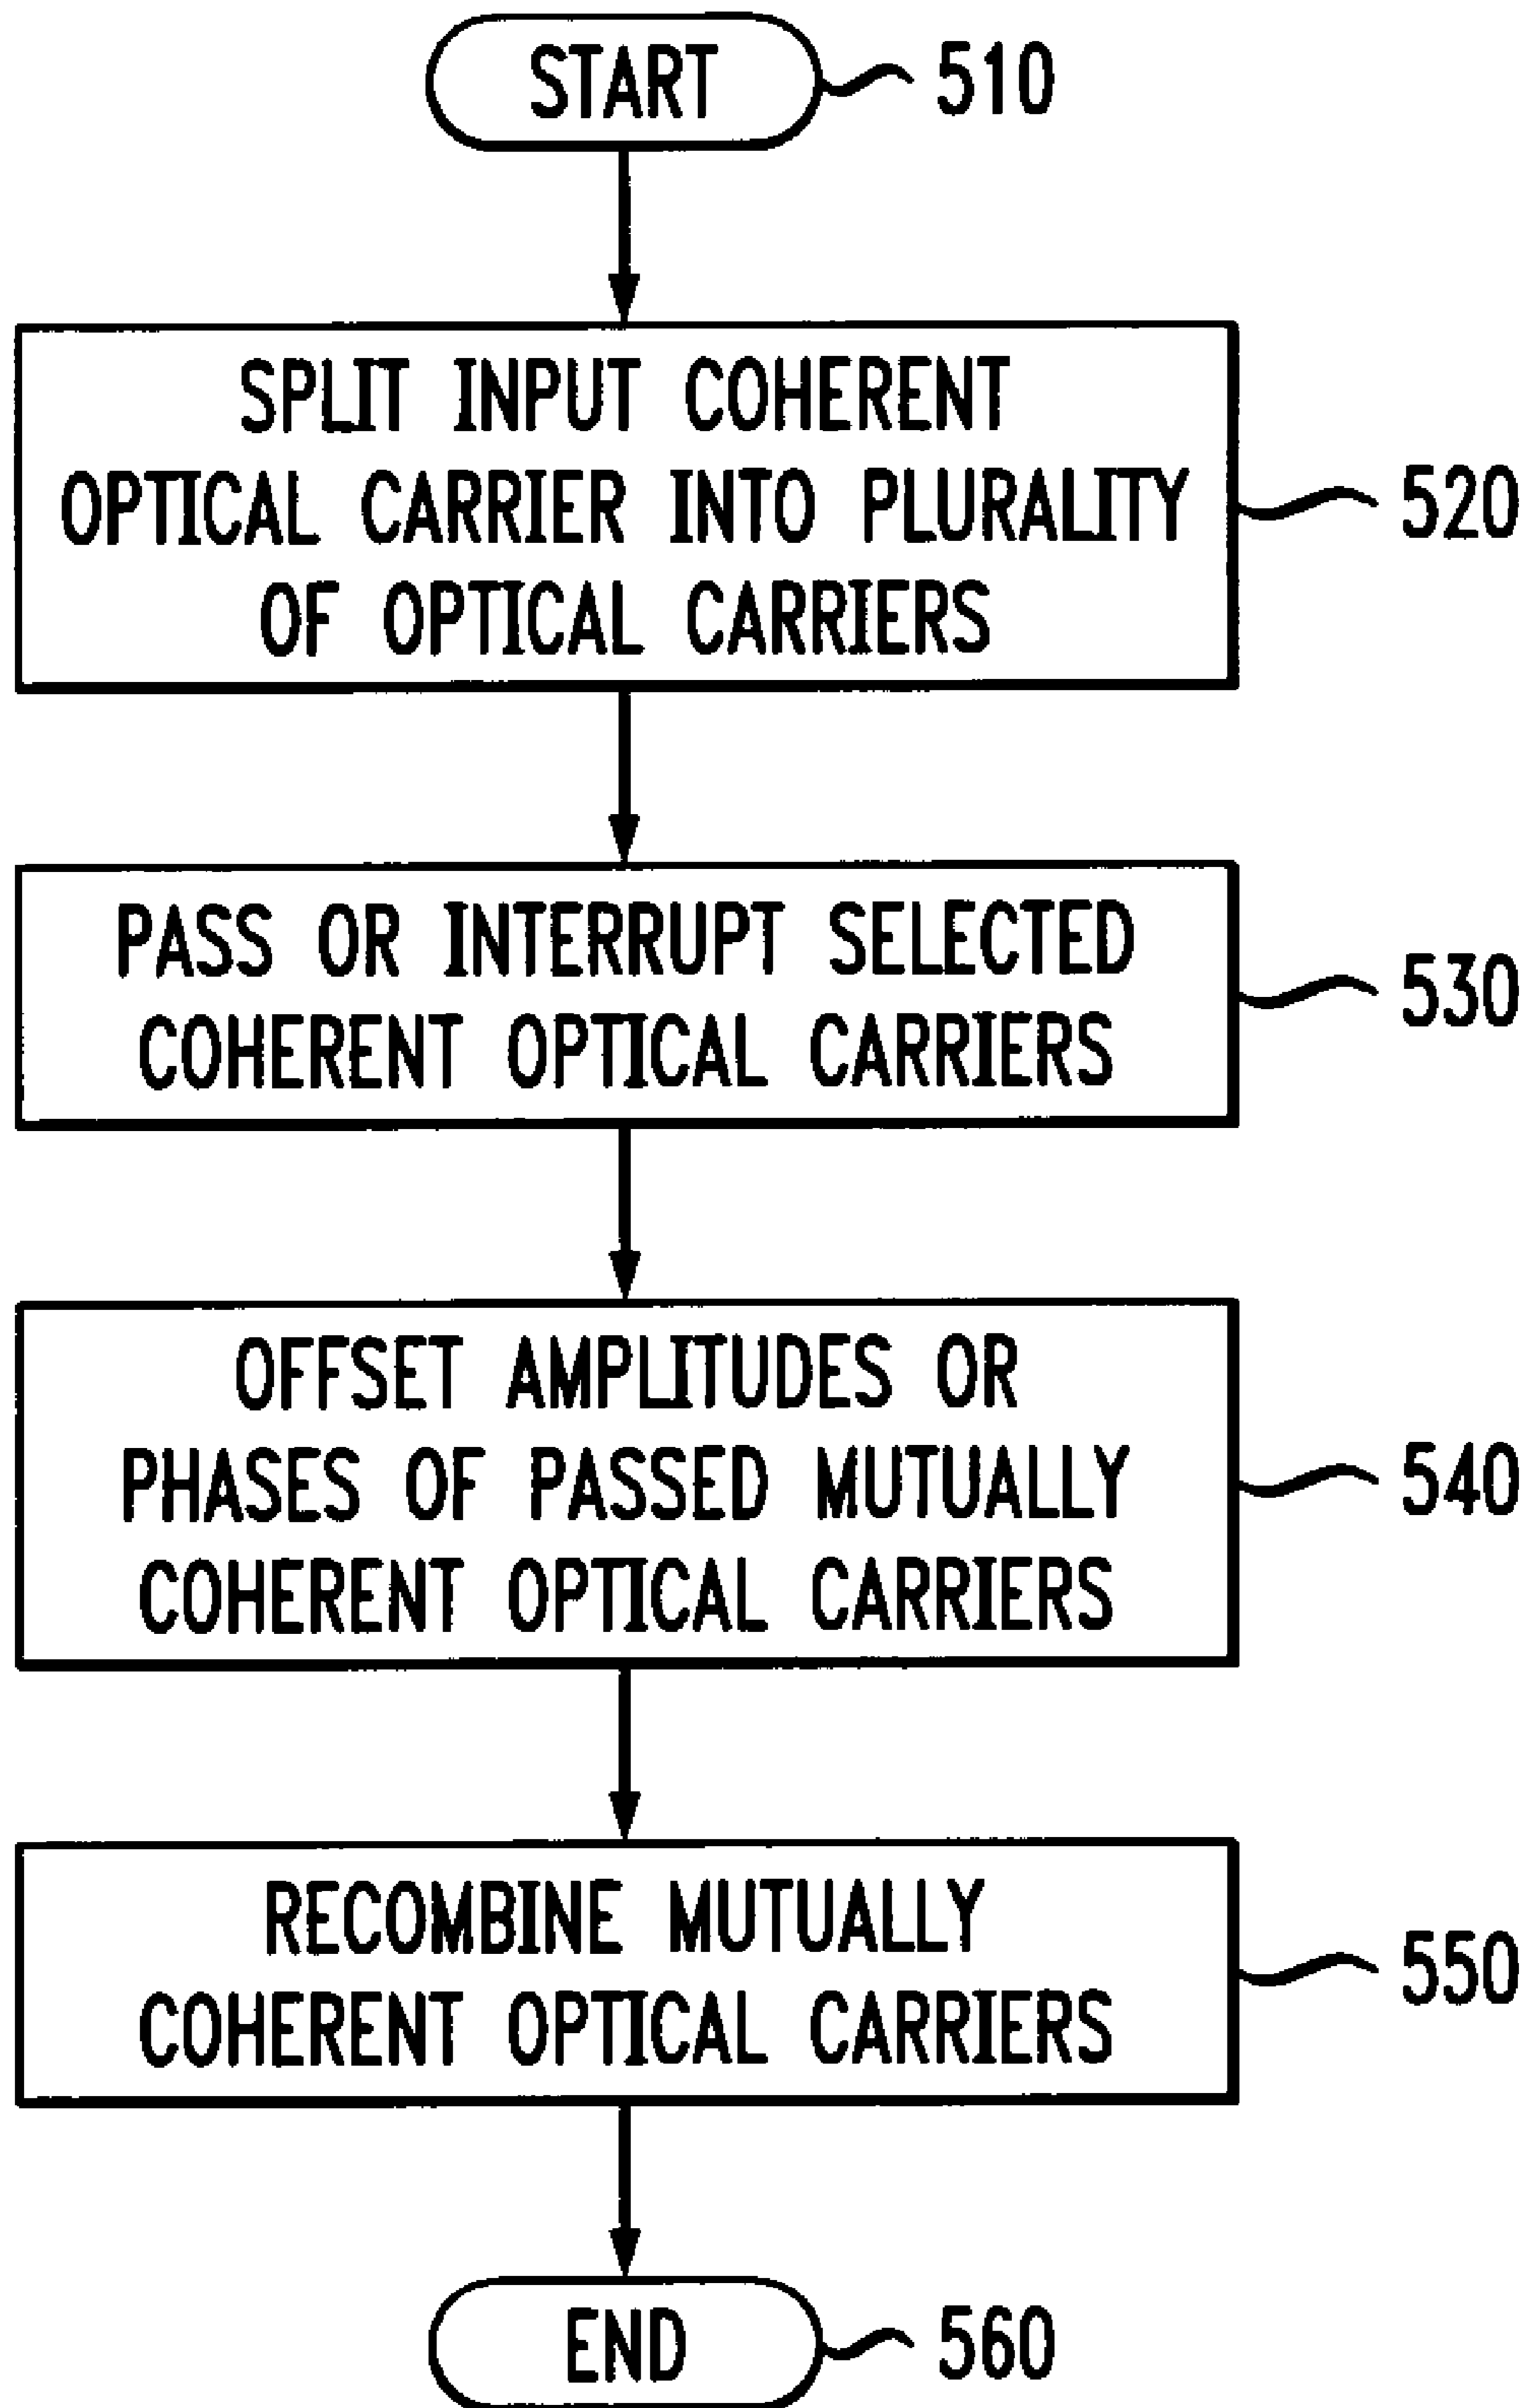 START
510
SPLIT INPUT COHERENT
OPTICAL CARRIER INTO PLURALITY
OF OPTICAL CARRIERS
520
PASS OR INTERRUPT SELECTED
COHERENT OPTICAL CARRIERS
530
OFFSET AMPLITUDES OR
PHASES OF PASSED MUTUALLY
COHERENT OPTICAL CARRIERS
540
RECOMBINE MUTUALLY
COHERENT OPTICAL CARRIERS
550
END
560